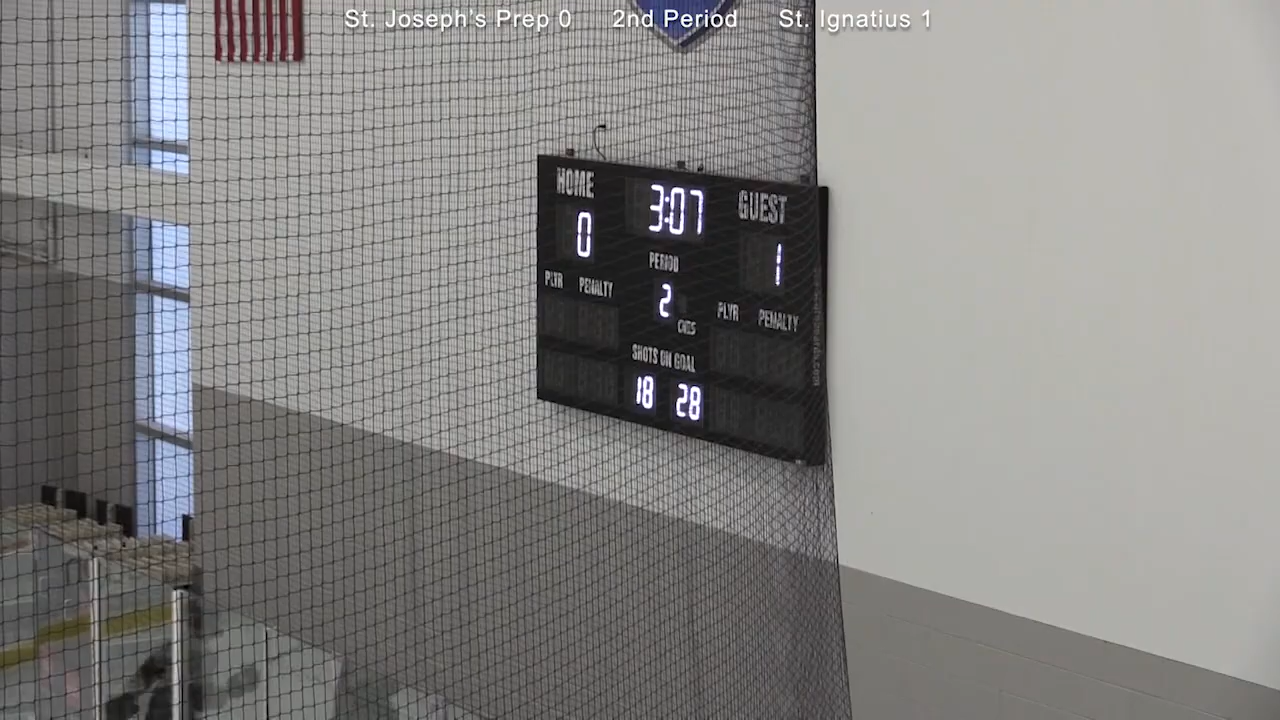 St. Joseph's Prep 0 2nd Period St. Ignatius 1
HOME 3:07 GUEST
0 1
PERIOD
PLYR PENALTY 2 PLYR PENALTY
SHOTS ON GOAL
18 28